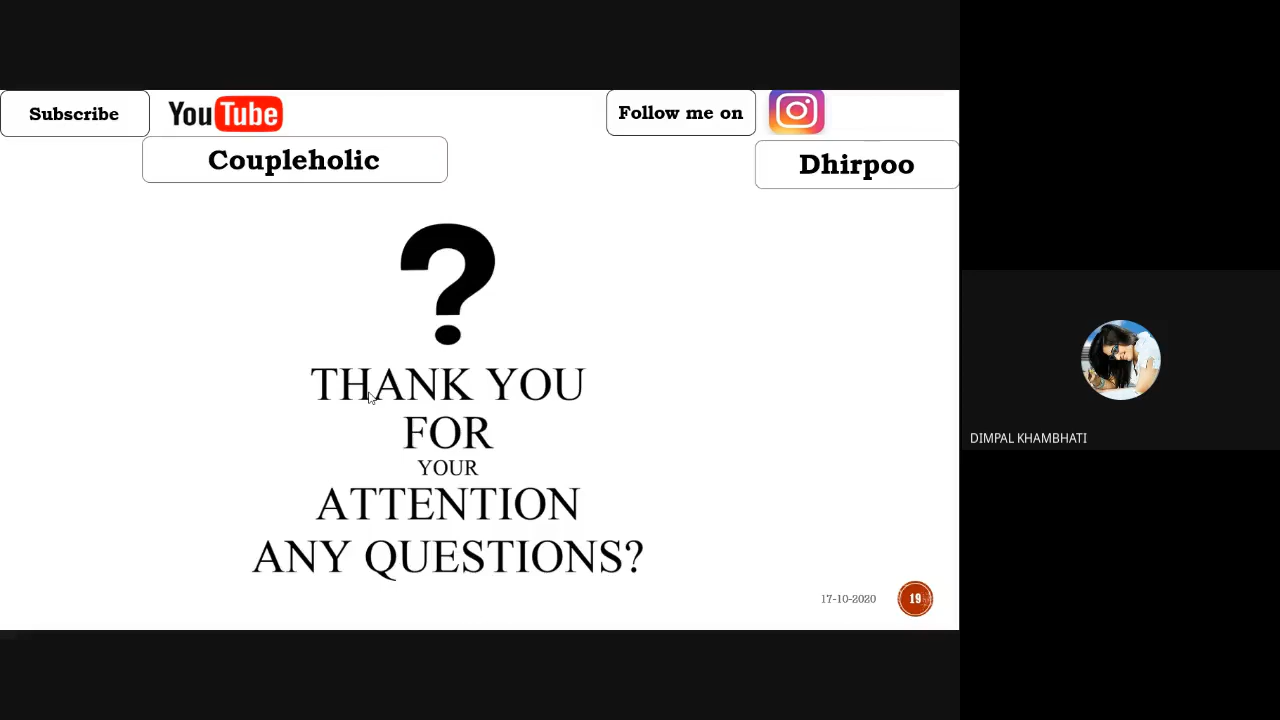 Subscribe
YouTube
Follow me on
Coupleholic
Dhirpoo
?
THANK YOU
FOR
YOUR
ATTENTION
ANY QUESTIONS?
17-10-2020
19
DIMPAL KHAMBHATI